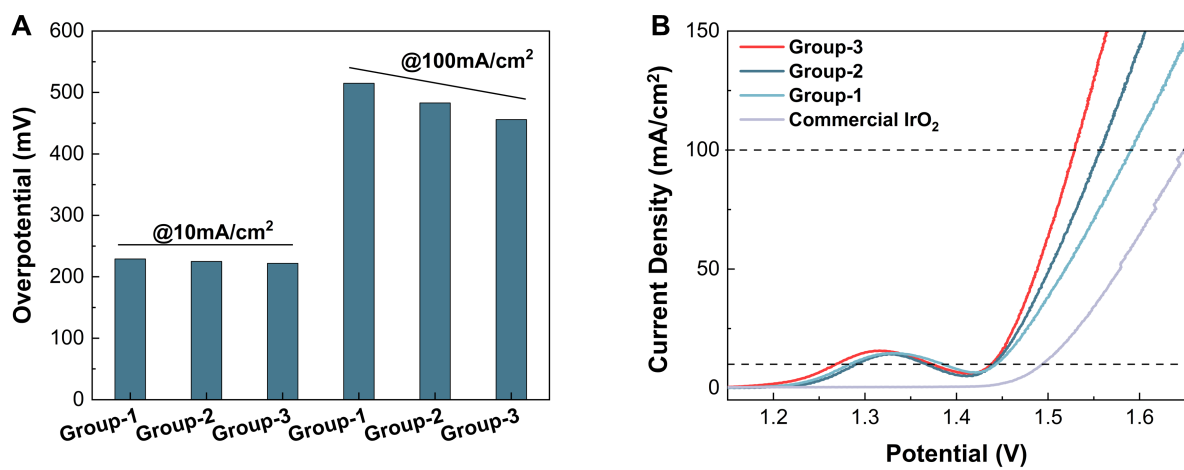 A
Overpotential (mV)
600
500
400
300
200
100
0
@10mA/cm²
@100mA/cm²
Group-1
Group-2
Group-3
Group-1
Group-2
Group-3
B
Current Density (mA/cm²)
150
100
50
0
Group-3
Group-2
Group-1
Commercial IrO₂
1.2
1.3
1.4
1.5
1.6
Potential (V)